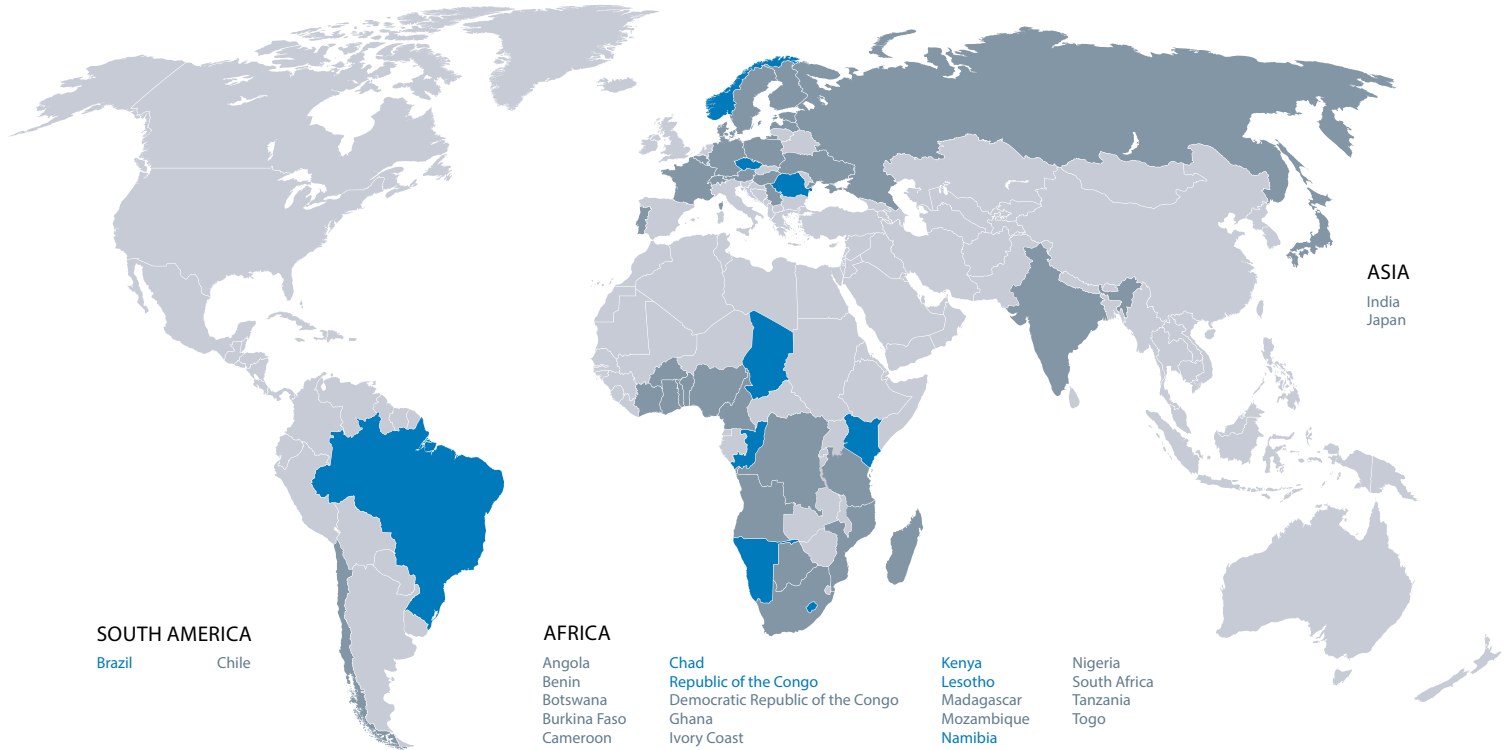 ASIA
India
Japan
SOUTH AMERICA
Brazil
Chile
AFRICA
Angola
Benin
Botswana
Burkina Faso
Cameroon
Chad
Republic of the Congo
Democratic Republic of the Congo
Ghana
Ivory Coast
Kenya
Lesotho
Madagascar
Mozambique
Namibia
Nigeria
South Africa
Tanzania
Togo